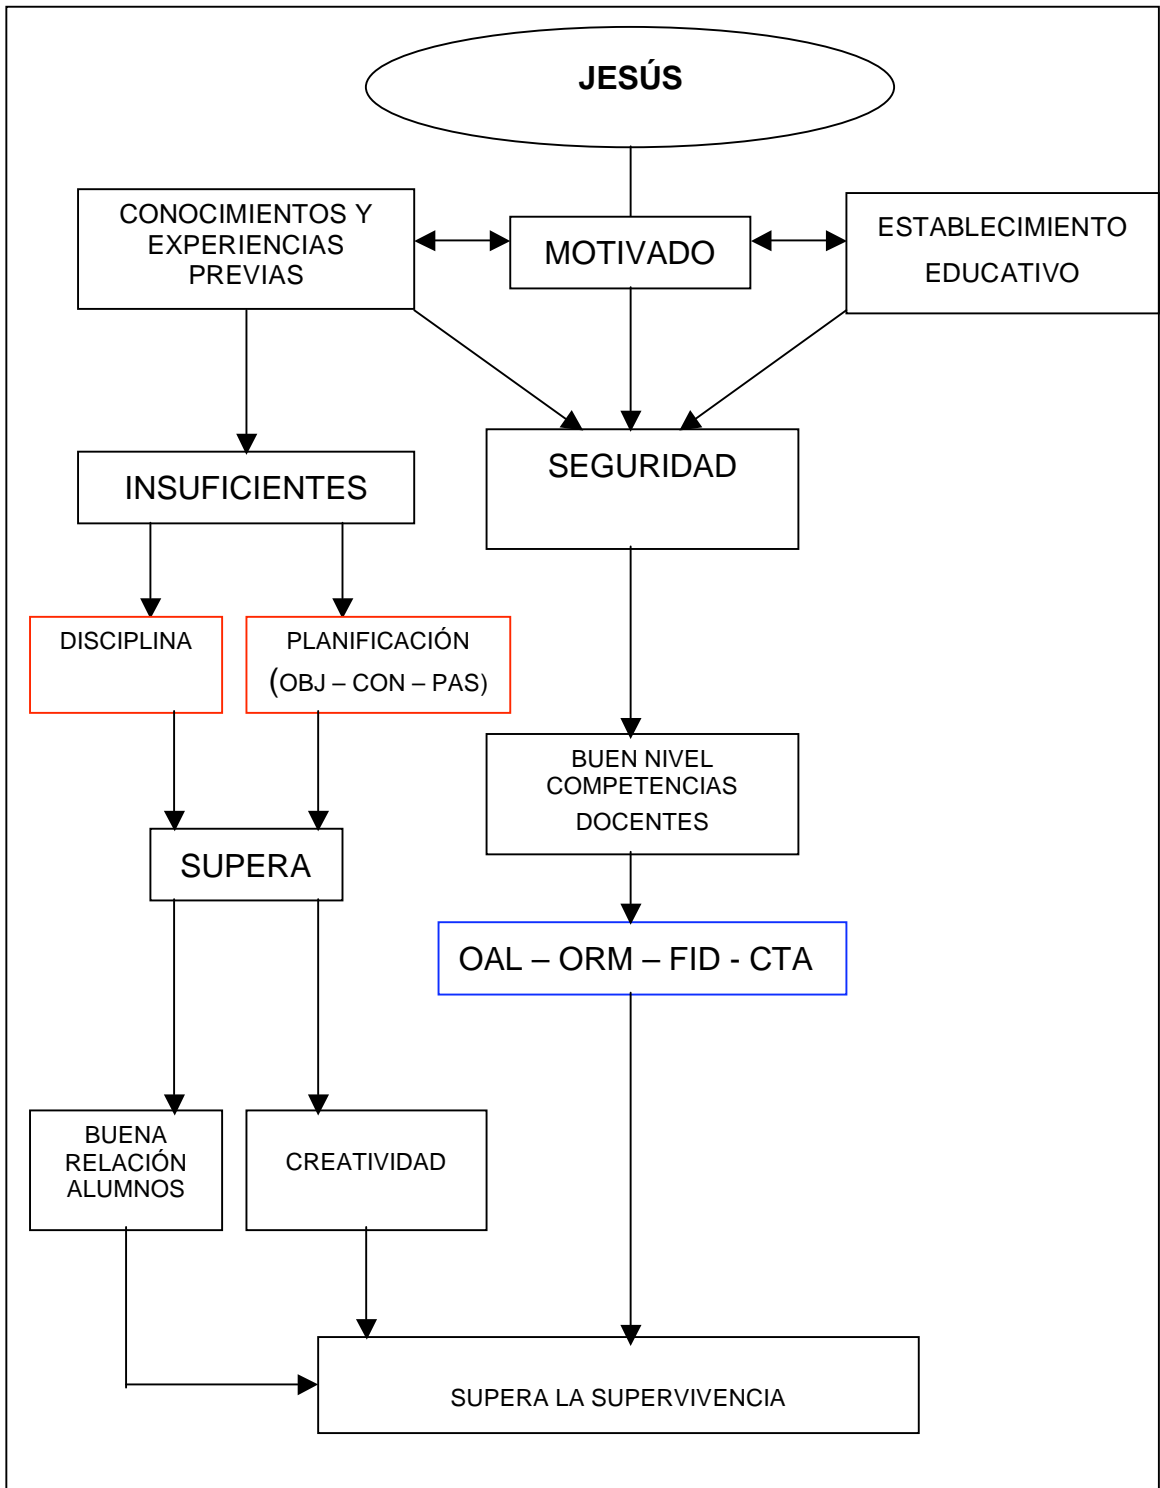 JESÚS
CONOCIMIENTOS Y
EXPERIENCIAS
PREVIAS
MOTIVADO
ESTABLECIMIENTO
EDUCATIVO
INSUFICIENTES
SEGURIDAD
DISCIPLINA
PLANIFICACIÓN
(OBJ – CON – PAS)
BUEN NIVEL
COMPETENCIAS
DOCENTES
SUPERA
OAL – ORM – FID - CTA
BUENA
RELACIÓN
ALUMNOS
CREATIVIDAD
SUPERA LA SUPERVIVENCIA